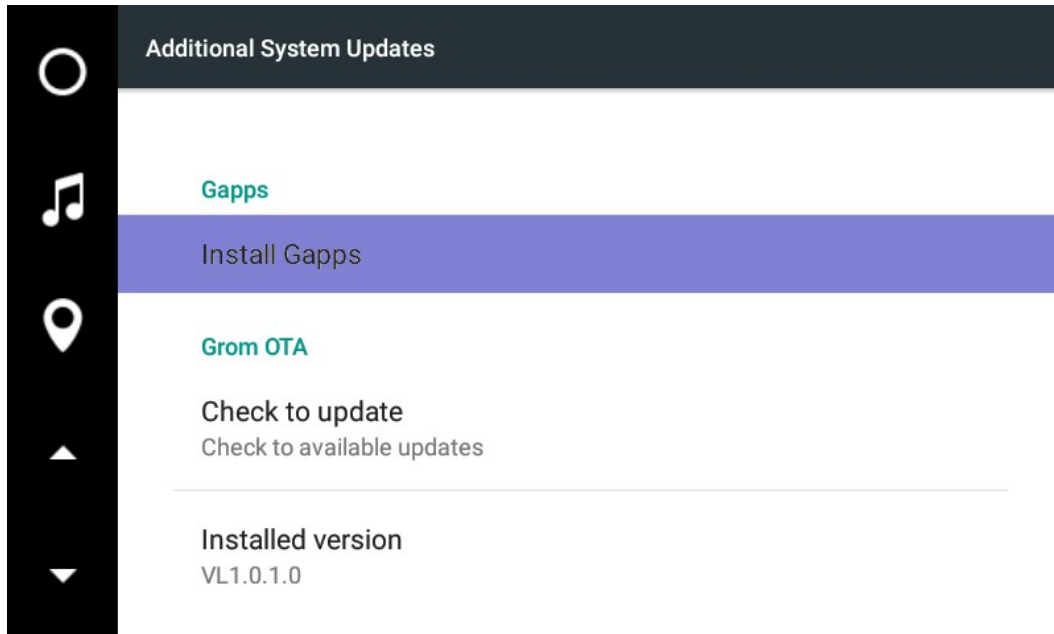 Additional System Updates
Gapps
Install Gapps
Grom OTA
Check to update
Check to available updates
Installed version
VL1.0.1.0